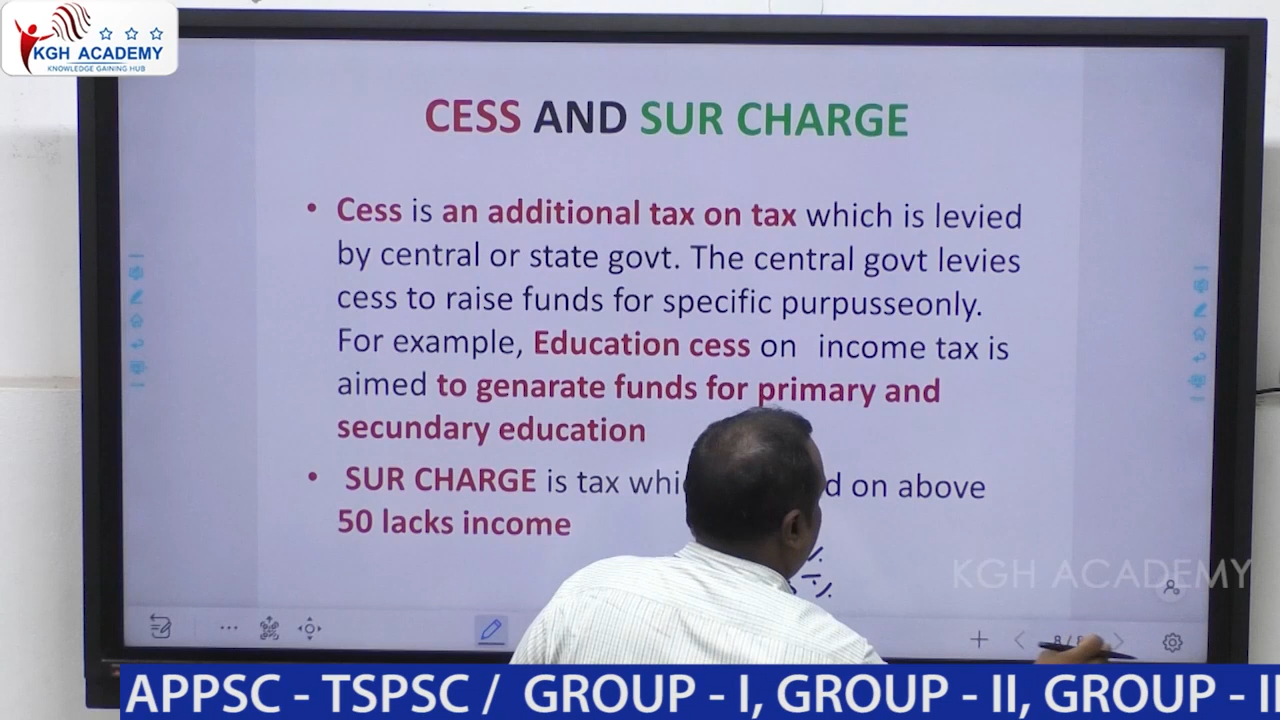 KGH ACADEMY
KNOWLEDGE GAINING HUB
CESS AND SUR CHARGE
• Cess is an additional tax on tax which is levied
by central or state govt. The central govt levies
cess to raise funds for specific purpusseonly.
For example, Education cess on income tax is
aimed to genarate funds for primary and
secundary education
• SUR CHARGE is tax d on above
50 lacks income
KGH ACADEMY
APPSC - TSPSC / GROUP - I, GROUP - II, GROUP - II